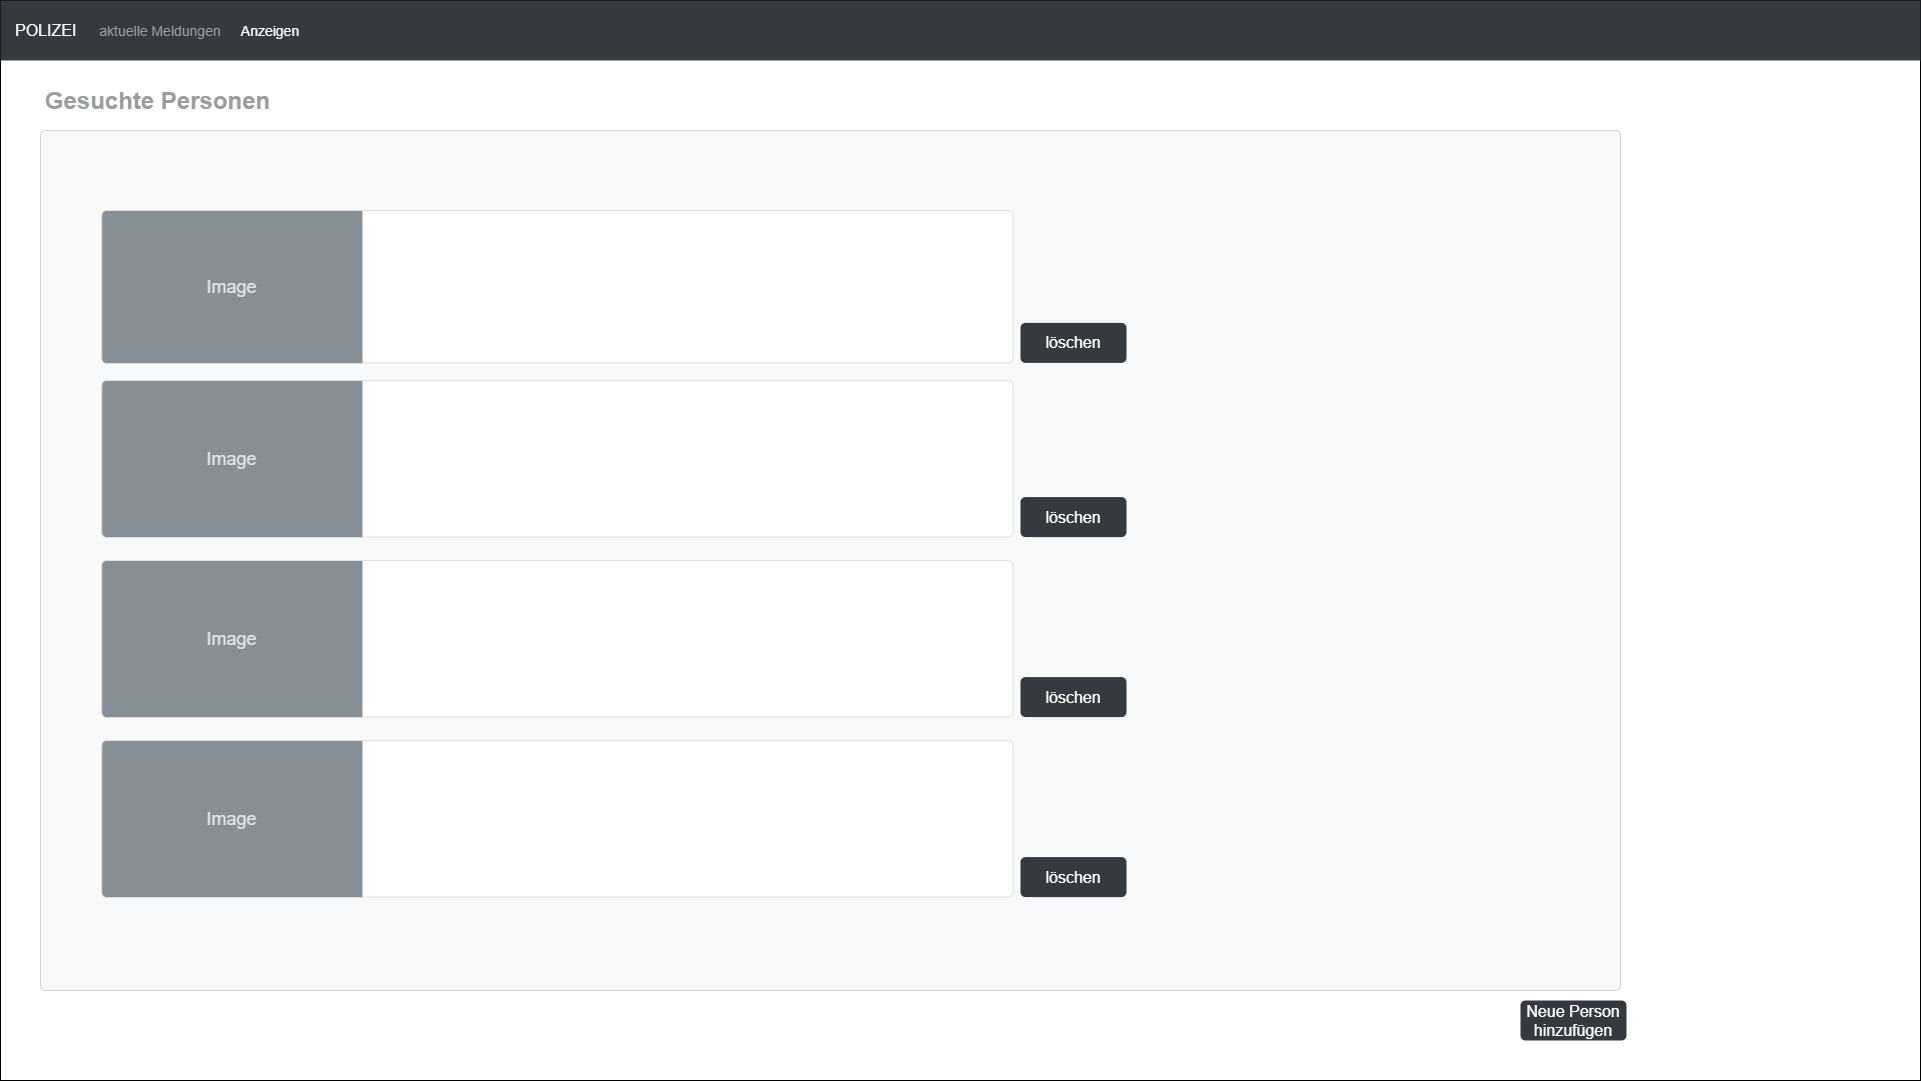 POLIZEI aktuelle Meldungen Anzeigen
Gesuchte Personen
Image
löschen
Image
löschen
Image
löschen
Image
löschen
Neue Person
hinzufügen